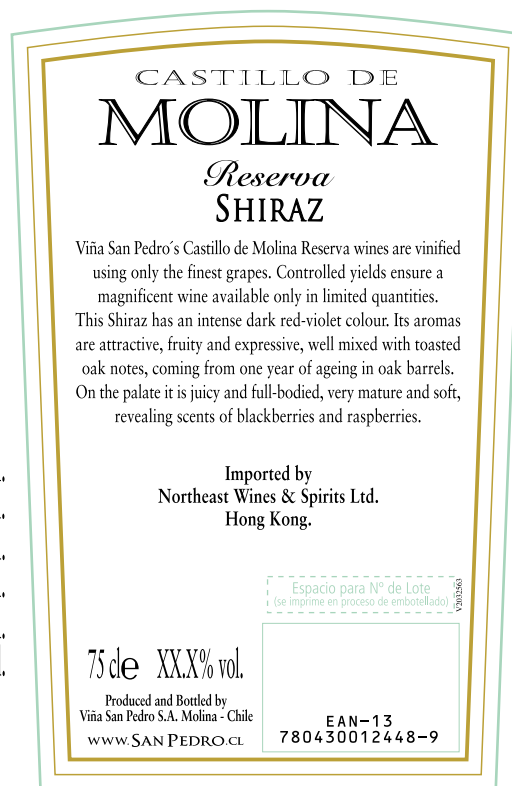 CASTILLO DE
MOLINA
Reserva
SHIRAZ
Viña San Pedro´s Castillo de Molina Reserva wines are vinified
using only the finest grapes. Controlled yields ensure a
magnificent wine available only in limited quantities.
This Shiraz has an intense dark red-violet colour. Its aromas
are attractive, fruity and expressive, well mixed with toasted
oak notes, coming from one year of ageing in oak barrels.
On the palate it is juicy and full-bodied, very mature and soft,
revealing scents of blackberries and raspberries.
Imported by
Northeast Wines & Spirits Ltd.
Hong Kong.
Espacio para Nº de Lote
(se imprime en proceso de embotellado)
V2032563
75 cl℮ XX.X% vol.
Produced and Bottled by
Viña San Pedro S.A. Molina - Chile
WWW.SAN PEDRO.CL
EAN-13
780430012448-9